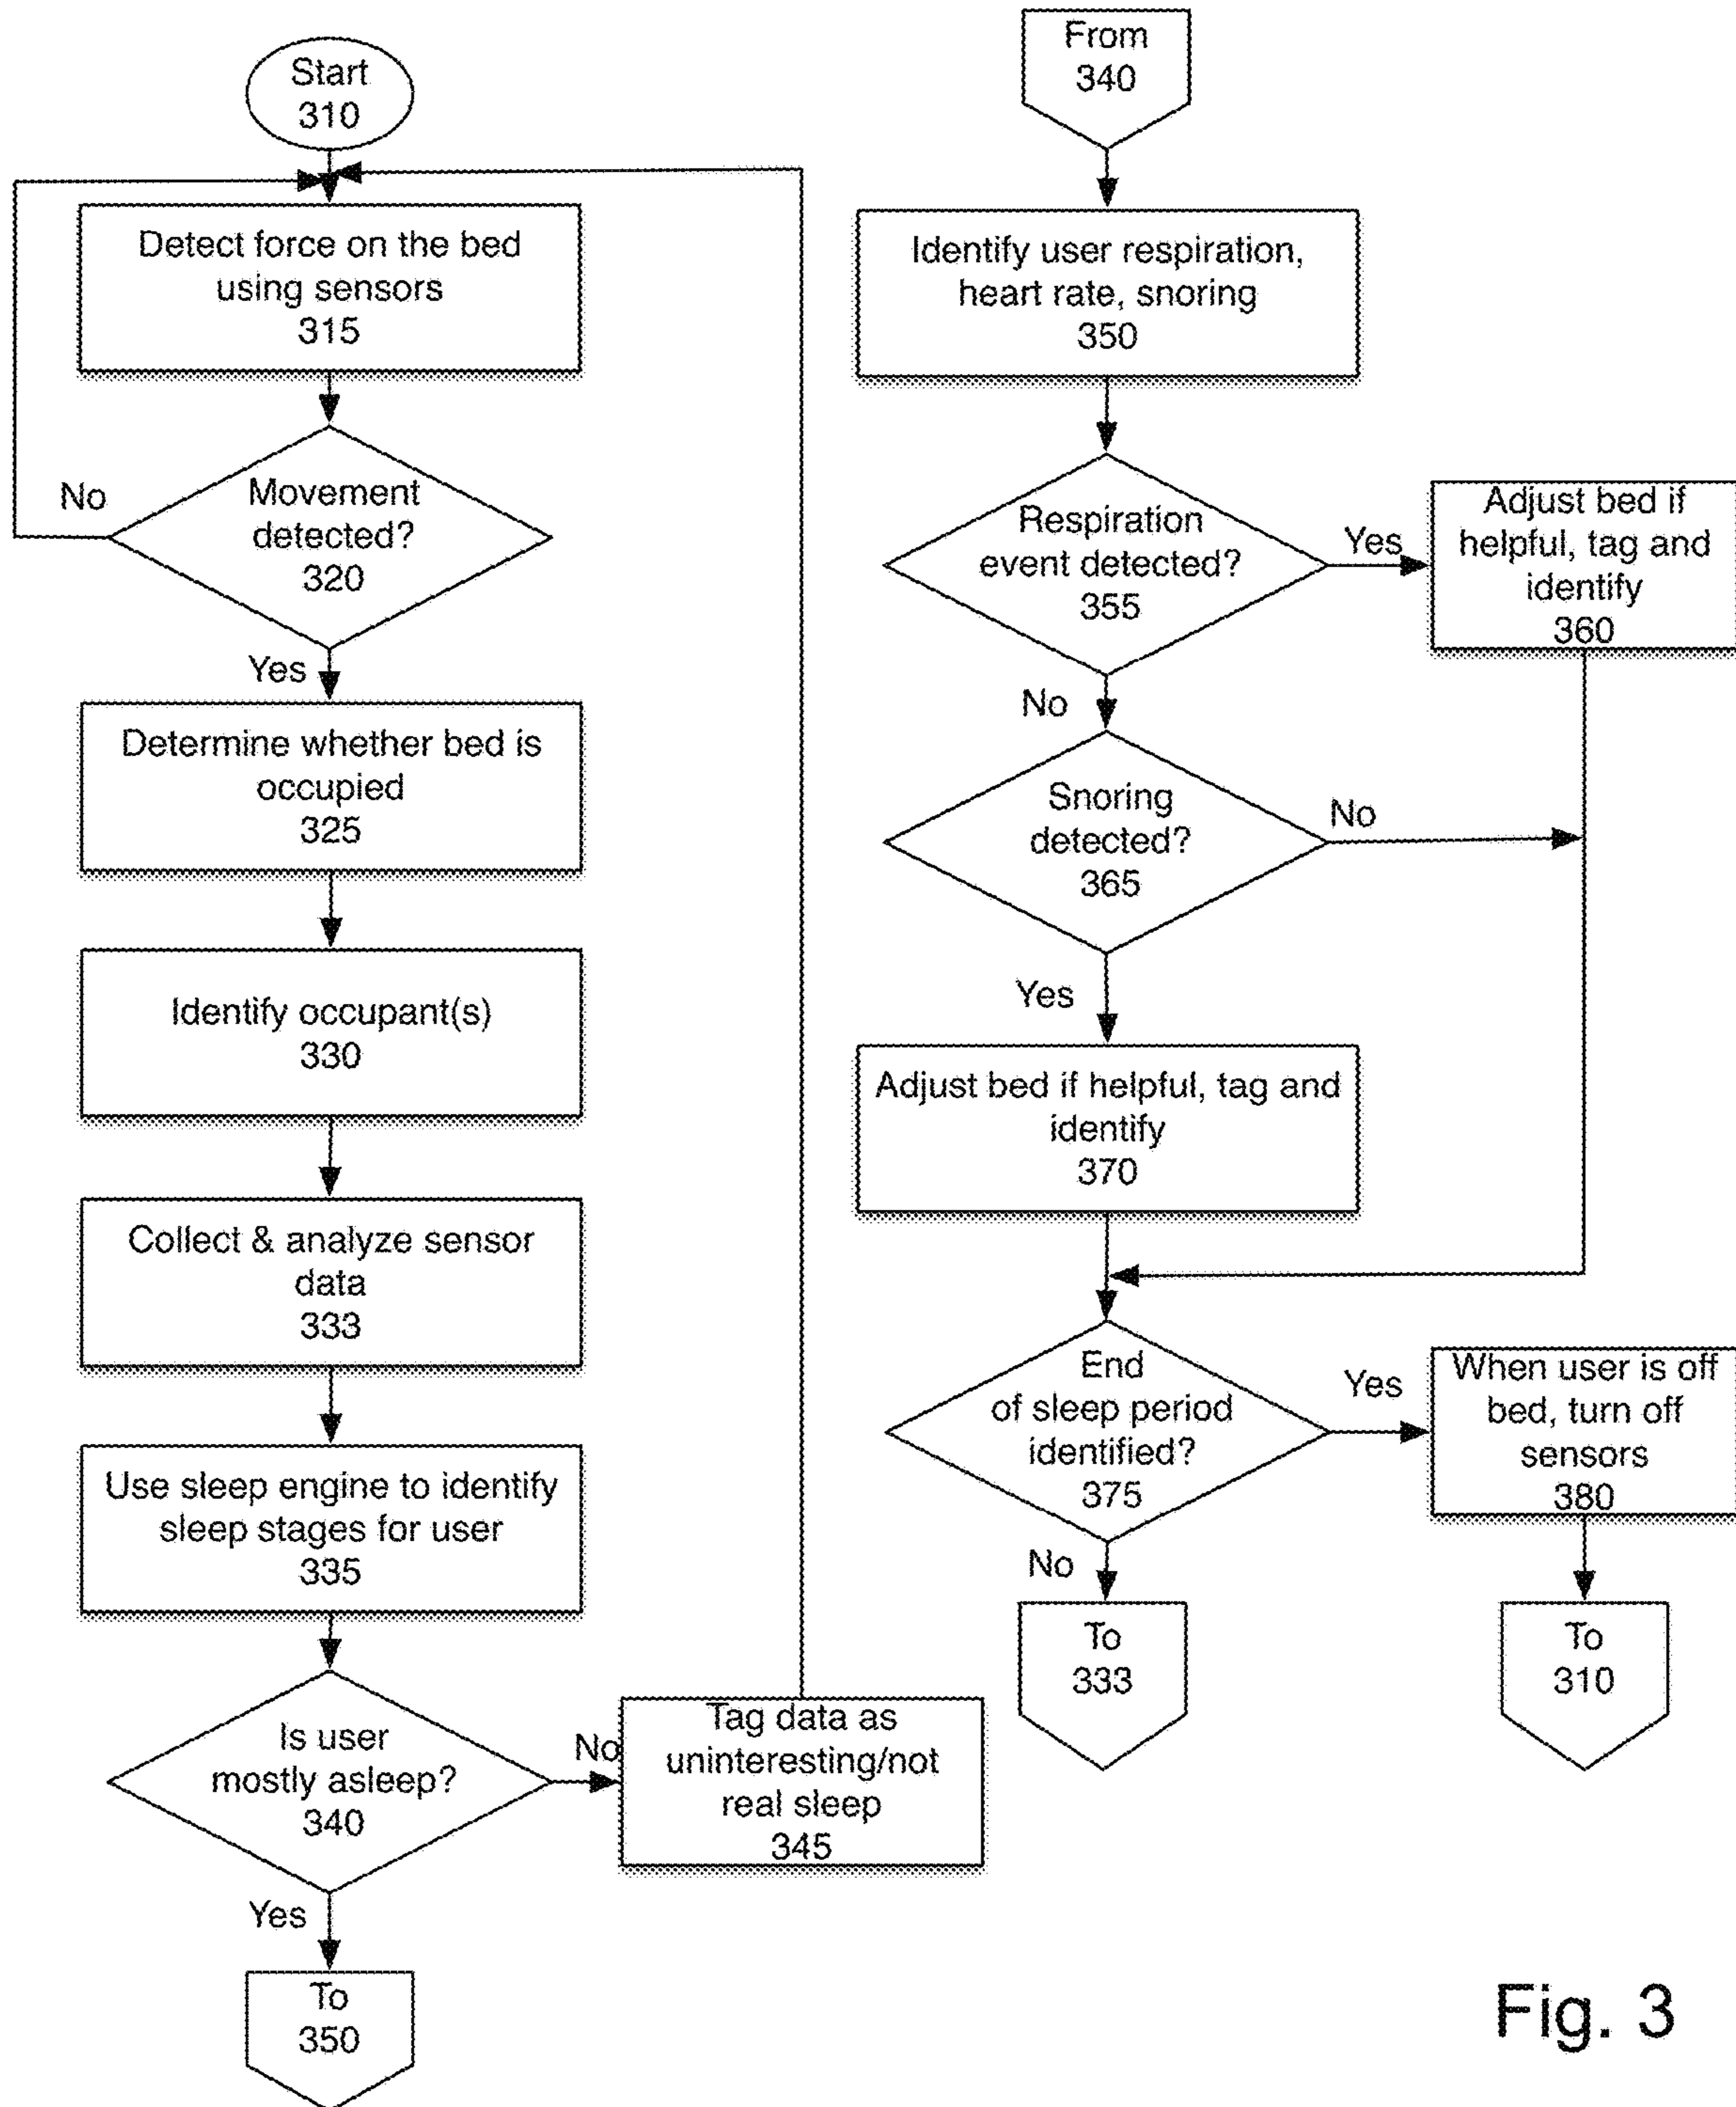 Start
310
Detect force on the bed
using sensors
315
Movement
detected?
320
No
Yes
Determine whether bed is
occupied
325
Identify occupant(s)
330
Collect & analyze sensor
data
333
Use sleep engine to identify
sleep stages for user
335
Is user
mostly asleep?
340
No
Tag data as
uninteresting/not
real sleep
345
Yes
To
350
From
340
Identify user respiration,
heart rate, snoring
350
Respiration
event detected?
355
Yes
Adjust bed if
helpful, tag and
identify
360
No
Snoring
detected?
365
No
Yes
Adjust bed if helpful, tag and
identify
370
End
of sleep period
identified?
375
Yes
When user is off
bed, turn off
sensors
380
No
To
333
To
310
Fig. 3